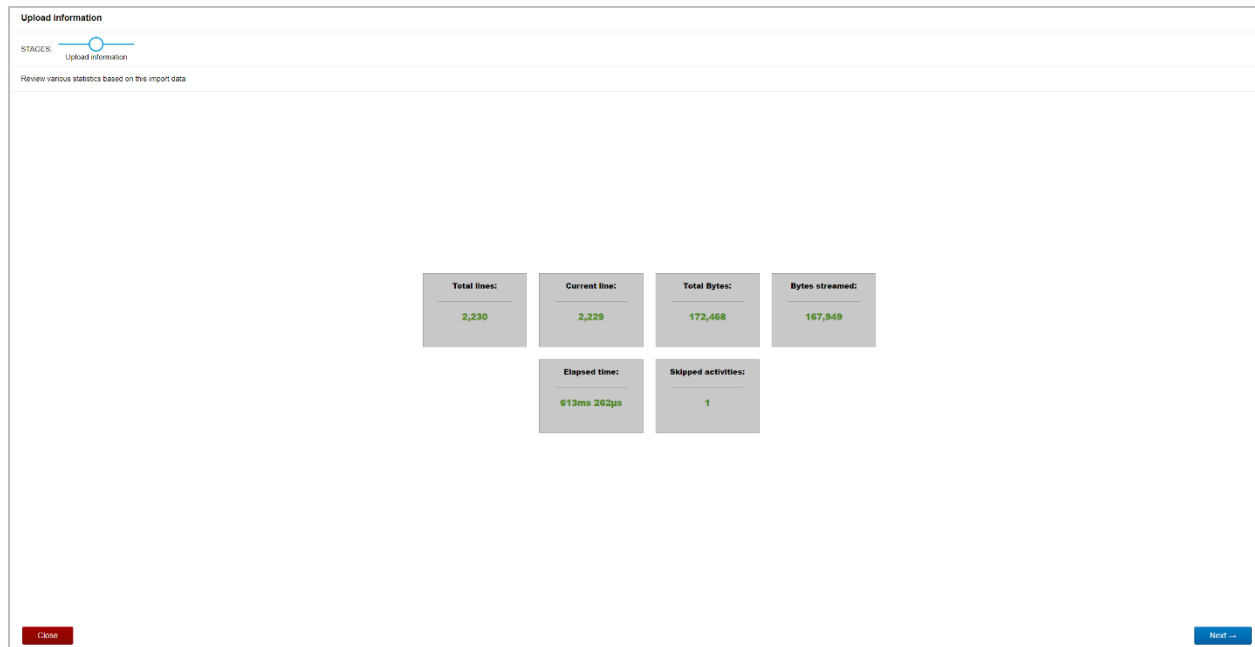 Upload information
STAGES:
Upload information
Review various statistics based on this import data
Total lines: Current line: Total Bytes: Bytes streamed:
2,230 2,229 172,468 167,949
Elapsed time: Skipped activities:
613ms 262µs 1
Close Next →